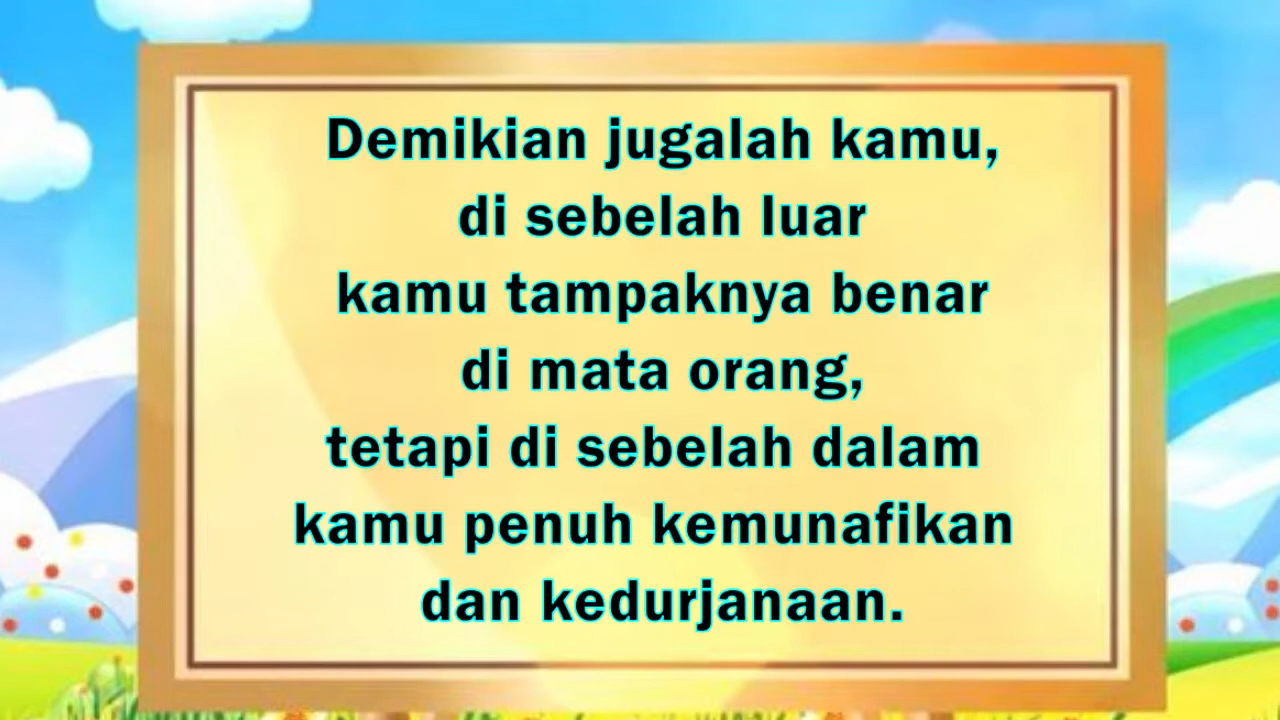 Demikian jugalah kamu,
di sebelah luar
kamu tampaknya benar
di mata orang,
tetapi di sebelah dalam
kamu penuh kemunafikan
dan kedurjanaan.